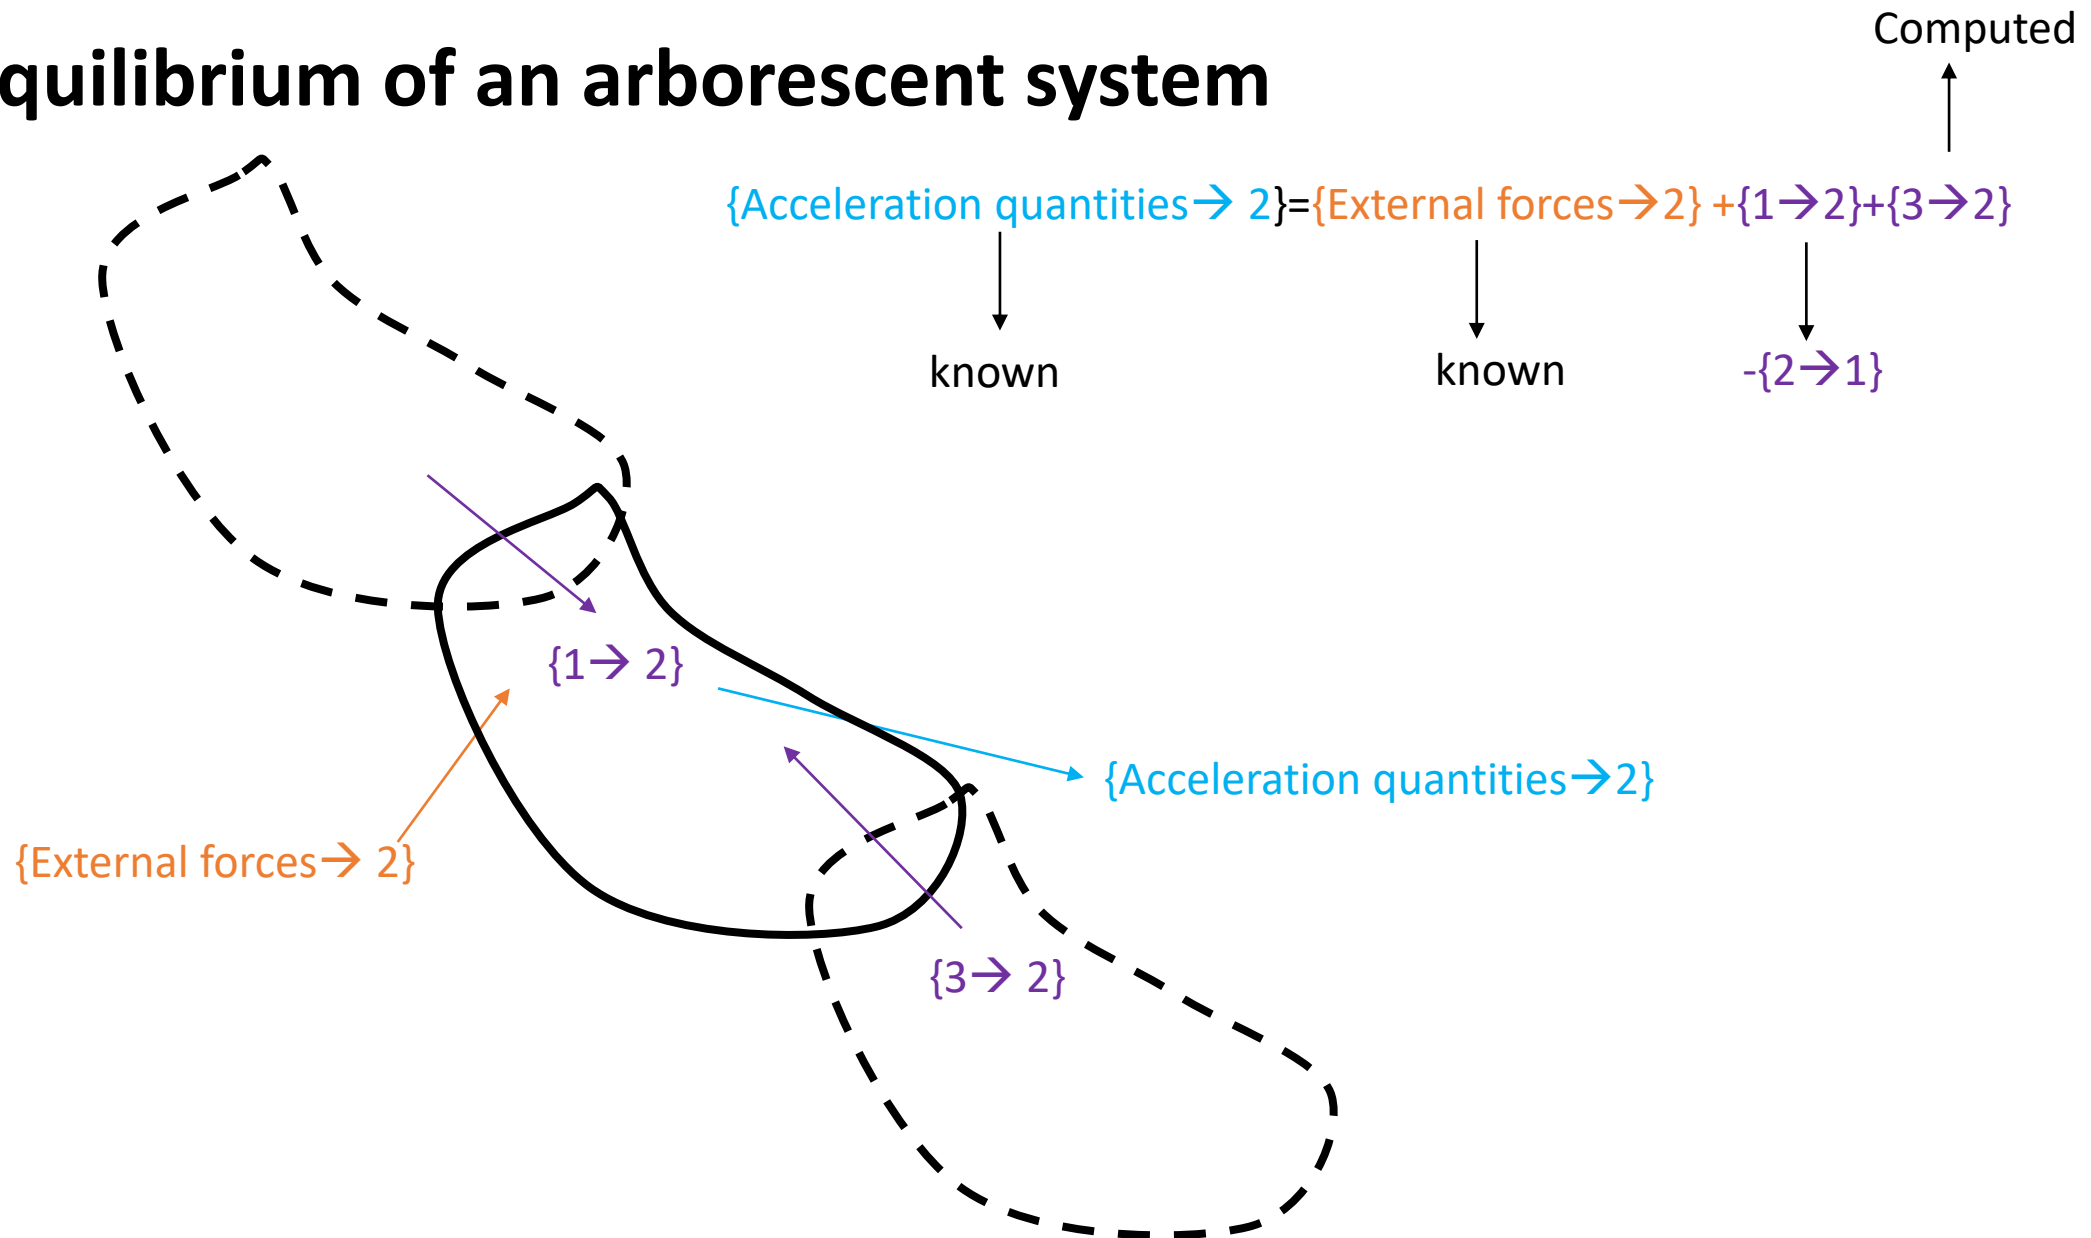 Computed
quilibrium of an arborescent system
{Acceleration quantities→ 2}={External forces→2} +{1→2}+{3→2}
known
known
-{2→1}
{1→ 2}
{Acceleration quantities→2}
{External forces→ 2}
{3→ 2}